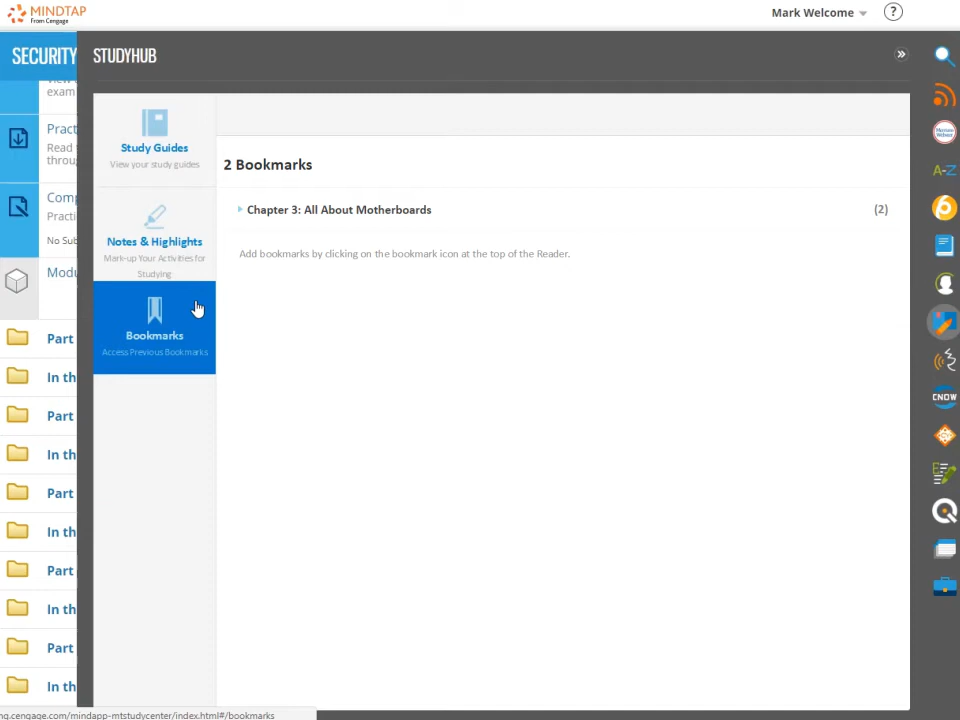 MINDTAP
From Cengage
Mark Welcome
?
SECURITY
STUDYHUB
»
exam
Pract
Read
throu
Comp
Practi
No Sub
Modu
Part
In th
Part
In th
Part
In th
Part
In th
Part
In th
Study Guides
View your study guides
Notes & Highlights
Mark-up Your Activities for
Studying
Bookmarks
Access Previous Bookmarks
2 Bookmarks
Chapter 3: All About Motherboards
(2)
Add bookmarks by clicking on the bookmark icon at the top of the Reader.
A-Z
CNOW
ng.cengage.com/mindapp-mtstudycenter/index.html#/bookmarks